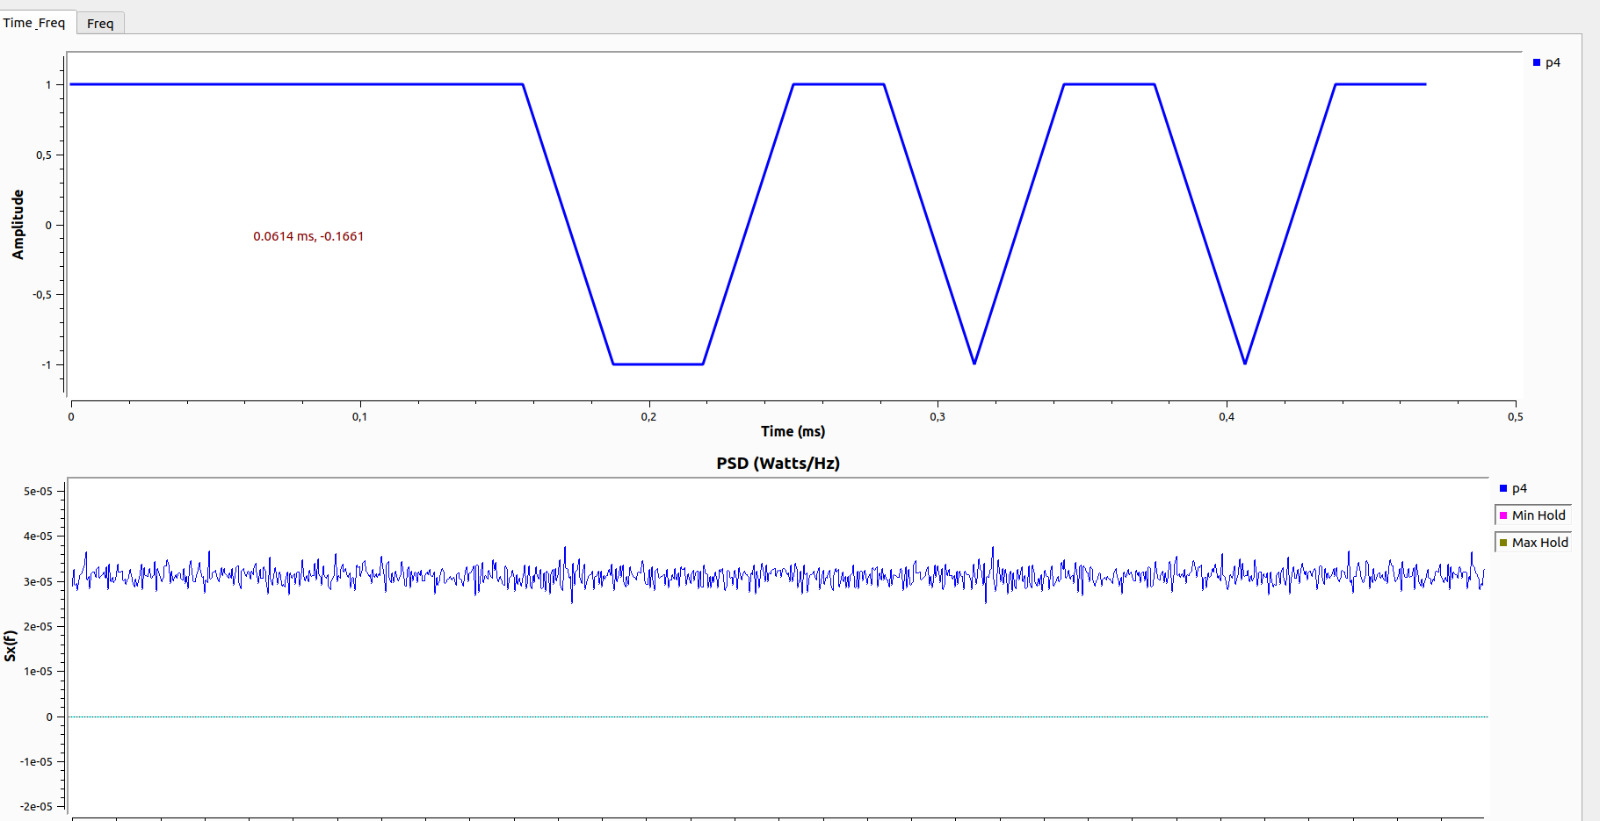 Time_Freq
Freq
p4
1
0,5
0
-0,5
-1
Amplitude
0.0614 ms, -0.1661
0
0,1
0,2
0,3
0,4
0,5
Time (ms)
PSD (Watts/Hz)
p4
Min Hold
Max Hold
5e-05
4e-05
3e-05
2e-05
1e-05
0
-1e-05
-2e-05
Sx(f)